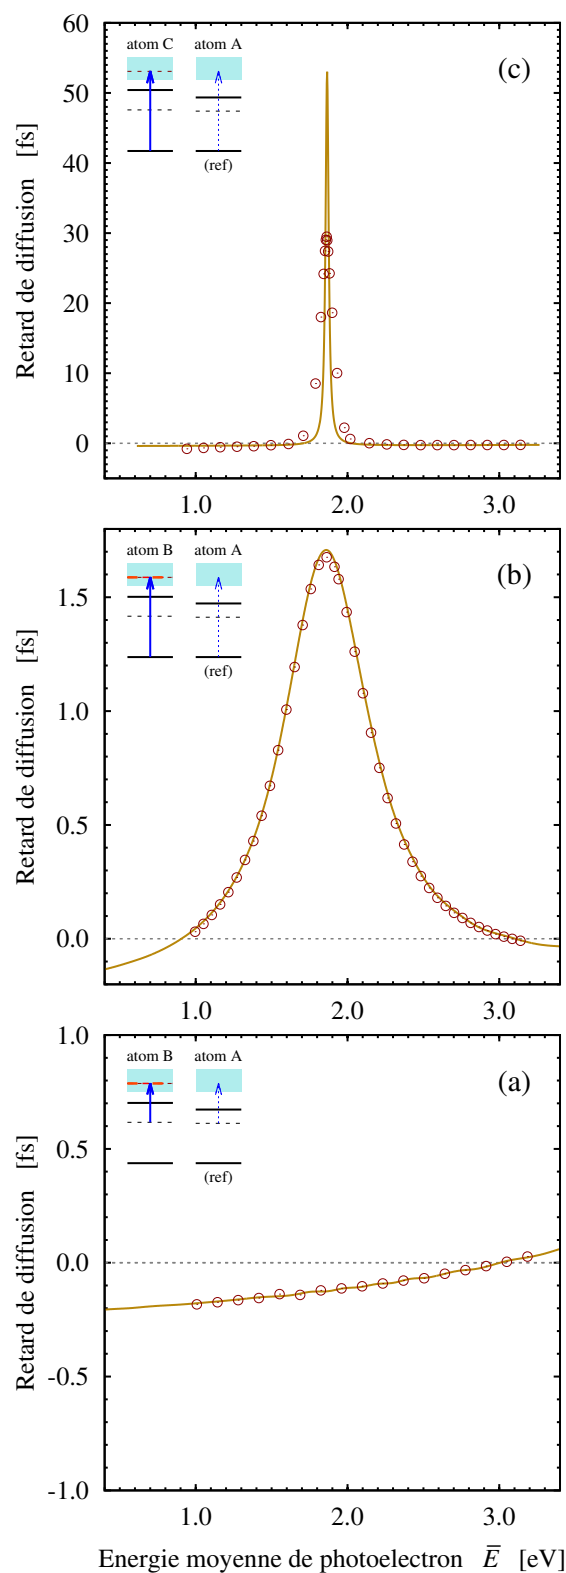 60
50
40
30
20
10
0
Retard de diffusion [fs]
atom C atom A
(ref)
(c)
1.0 2.0 3.0
1.5
1.0
0.5
0.0
Retard de diffusion [fs]
atom B atom A
(ref)
(b)
1.0 2.0 3.0
1.0
0.5
0.0
-0.5
-1.0
Retard de diffusion [fs]
atom B atom A
(ref)
(a)
1.0 2.0 3.0
Energie moyenne de photoelectron E̅ [eV]